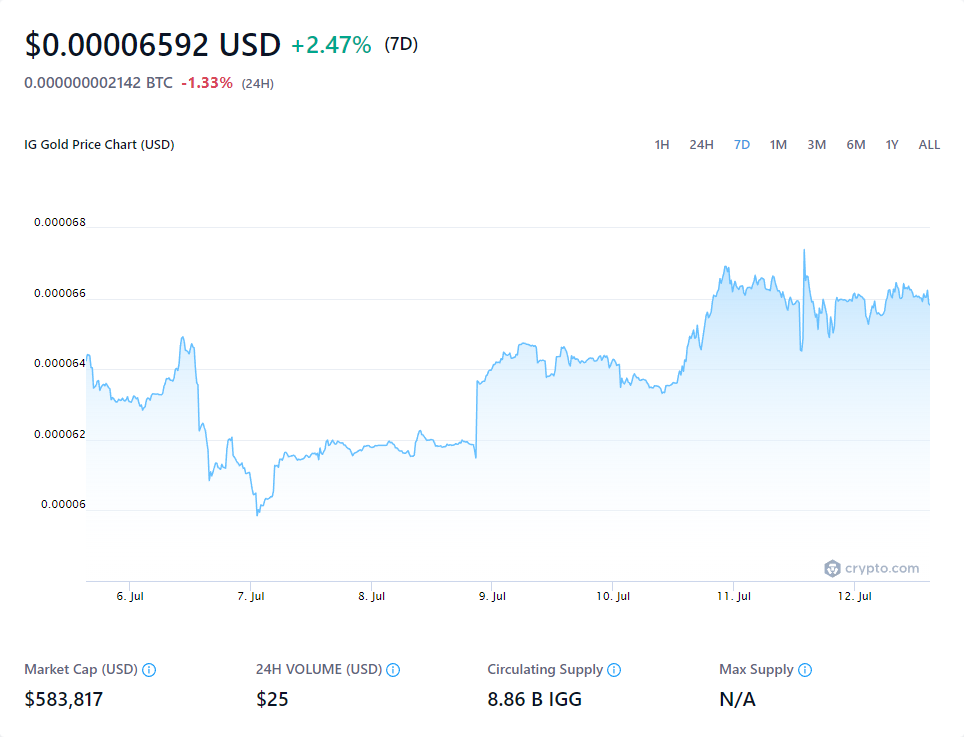 $0.00006592 USD +2.47% (7D)
0.000000002142 BTC -1.33% (24H)
IG Gold Price Chart (USD) 1H 24H 7D 1M 3M 6M 1Y ALL
0.000068
0.000066
0.000064
0.000062
0.00006
crypto.com
6. Jul 7. Jul 8. Jul 9. Jul 10. Jul 11. Jul 12. Jul
Market Cap (USD) 24H VOLUME (USD) Circulating Supply Max Supply
$583,817 $25 8.86 B IGG N/A